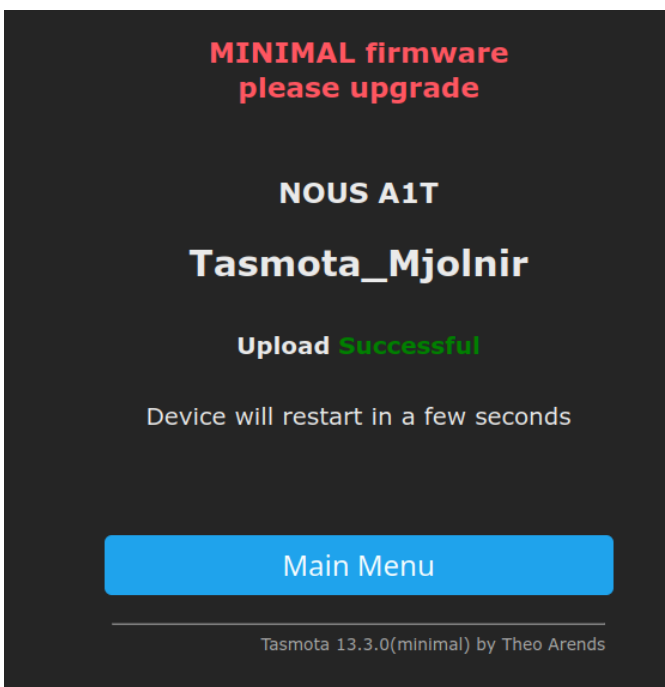 MINIMAL firmware
please upgrade
NOUS A1T
Tasmota_Mjolnir
Upload Successful
Device will restart in a few seconds
Main Menu
Tasmota 13.3.0(minimal) by Theo Arends